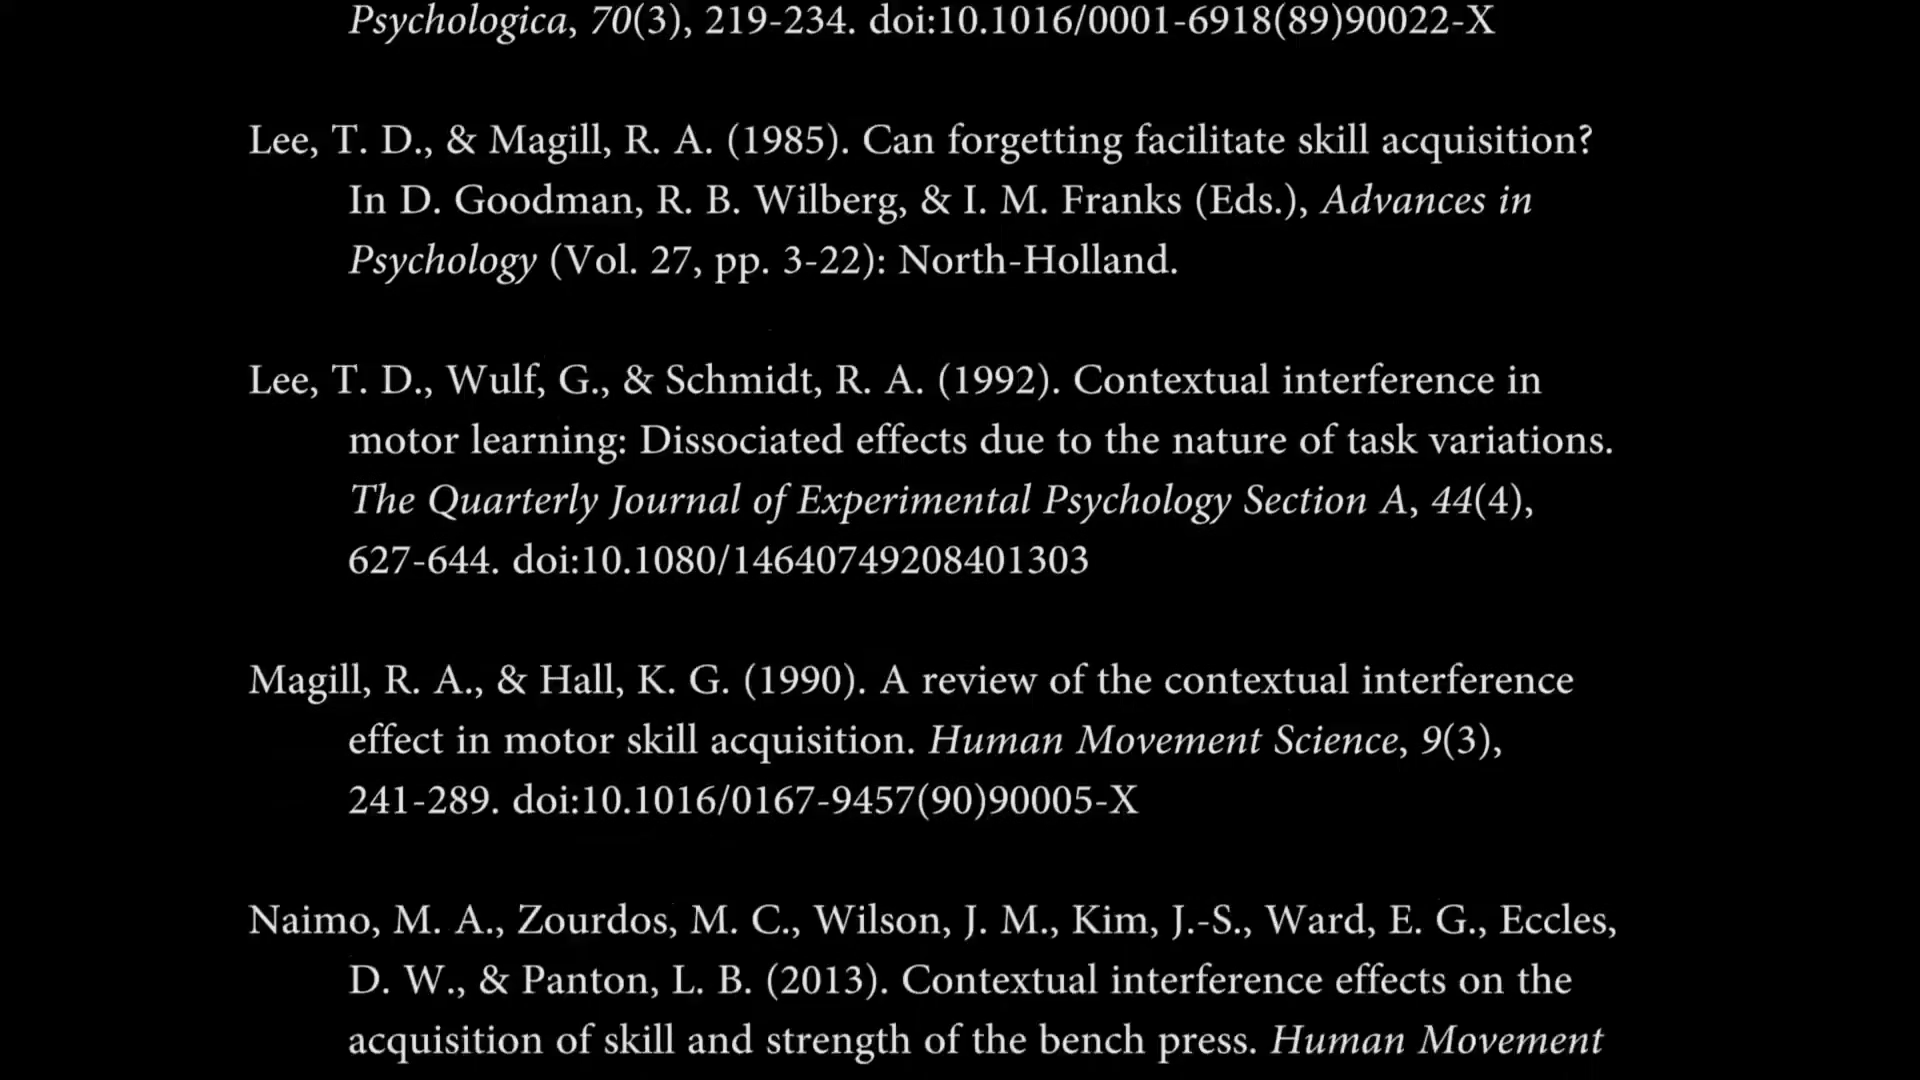 Psychologica, 70(3), 219-234. doi:10.1016/0001-6918(89)90022-X
Lee, T. D., & Magill, R. A. (1985). Can forgetting facilitate skill acquisition?
In D. Goodman, R. B. Wilberg, & I. M. Franks (Eds.), Advances in
Psychology (Vol. 27, pp. 3-22): North-Holland.
Lee, T. D., Wulf, G., & Schmidt, R. A. (1992). Contextual interference in
motor learning: Dissociated effects due to the nature of task variations.
The Quarterly Journal of Experimental Psychology Section A, 44(4),
627-644. doi:10.1080/14640749208401303
Magill, R. A., & Hall, K. G. (1990). A review of the contextual interference
effect in motor skill acquisition. Human Movement Science, 9(3),
241-289. doi:10.1016/0167-9457(90)90005-X
Naimo, M. A., Zourdos, M. C., Wilson, J. M., Kim, J.-S., Ward, E. G., Eccles,
D. W., & Panton, L. B. (2013). Contextual interference effects on the
acquisition of skill and strength of the bench press. Human Movement